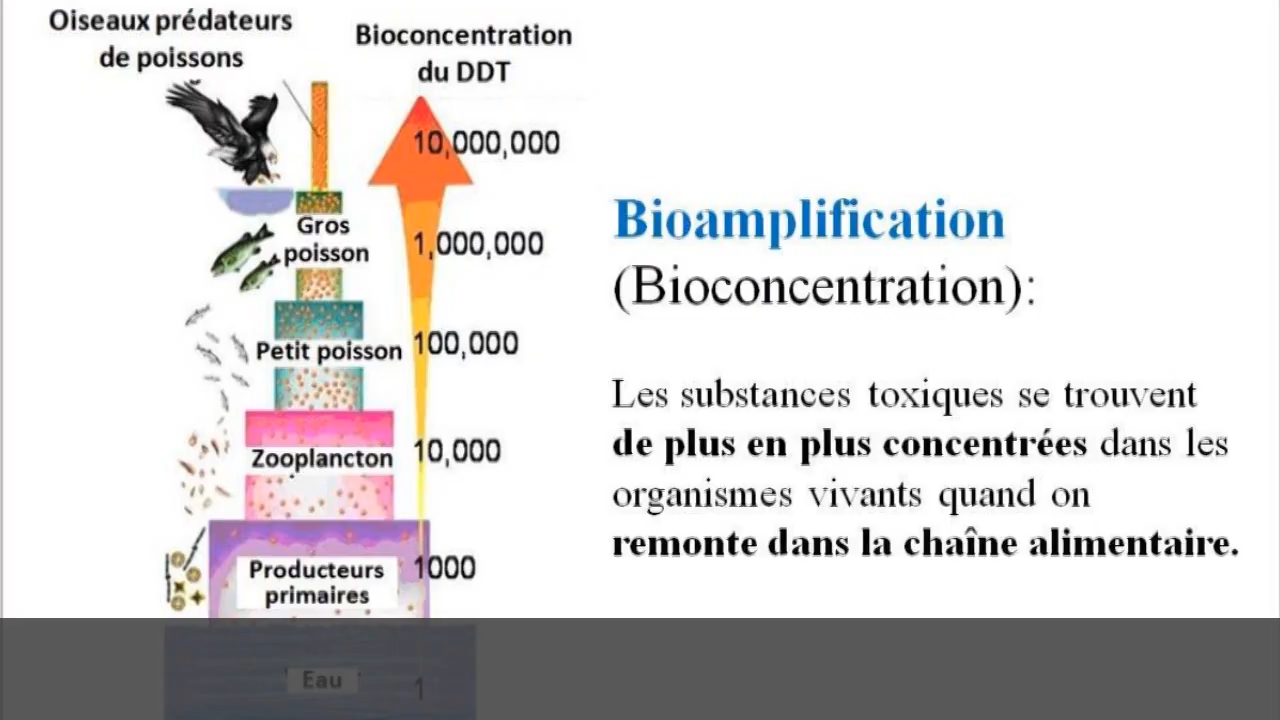 Oiseaux prédateurs
de poissons
Bioconcentration
du DDT
10,000,000
Gros
poisson
1,000,000
Petit poisson
100,000
Zooplancton
10,000
Producteurs
primaires
1000
Eau
1
Bioamplification
(Bioconcentration):
Les substances toxiques se trouvent
de plus en plus concentrées dans les
organismes vivants quand on
remonte dans la chaîne alimentaire.